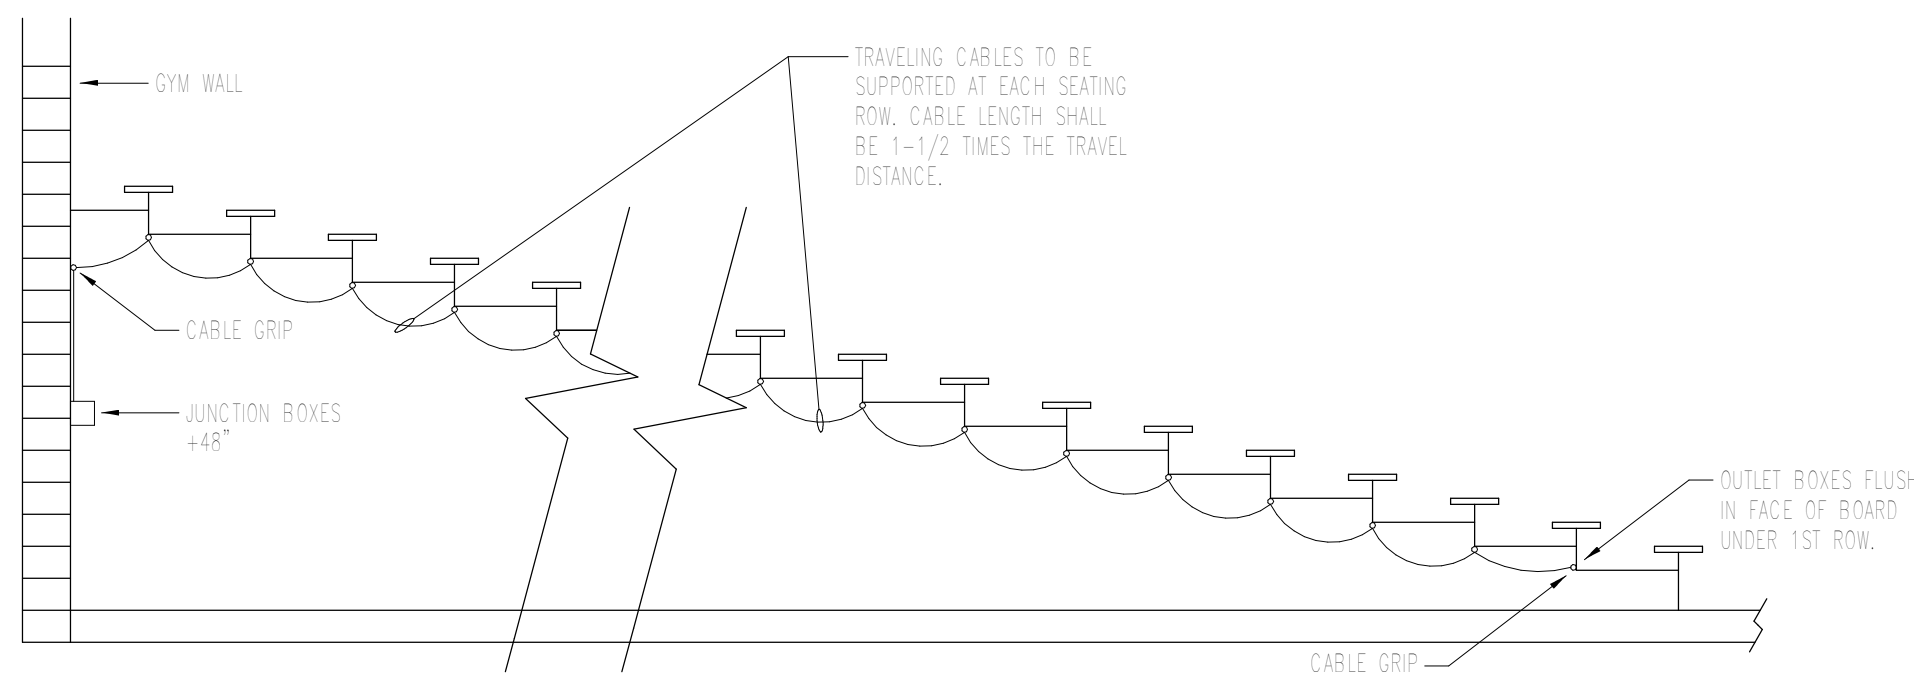 GYM WALL
TRAVELING CABLES TO BE
SUPPORTED AT EACH SEATING
ROW. CABLE LENGTH SHALL
BE 1-1/2 TIMES THE TRAVEL
DISTANCE.
CABLE GRIP
JUNCTION BOXES
+48"
OUTLET BOXES FLUSH
IN FACE OF BOARD
UNDER 1ST ROW.
CABLE GRIP